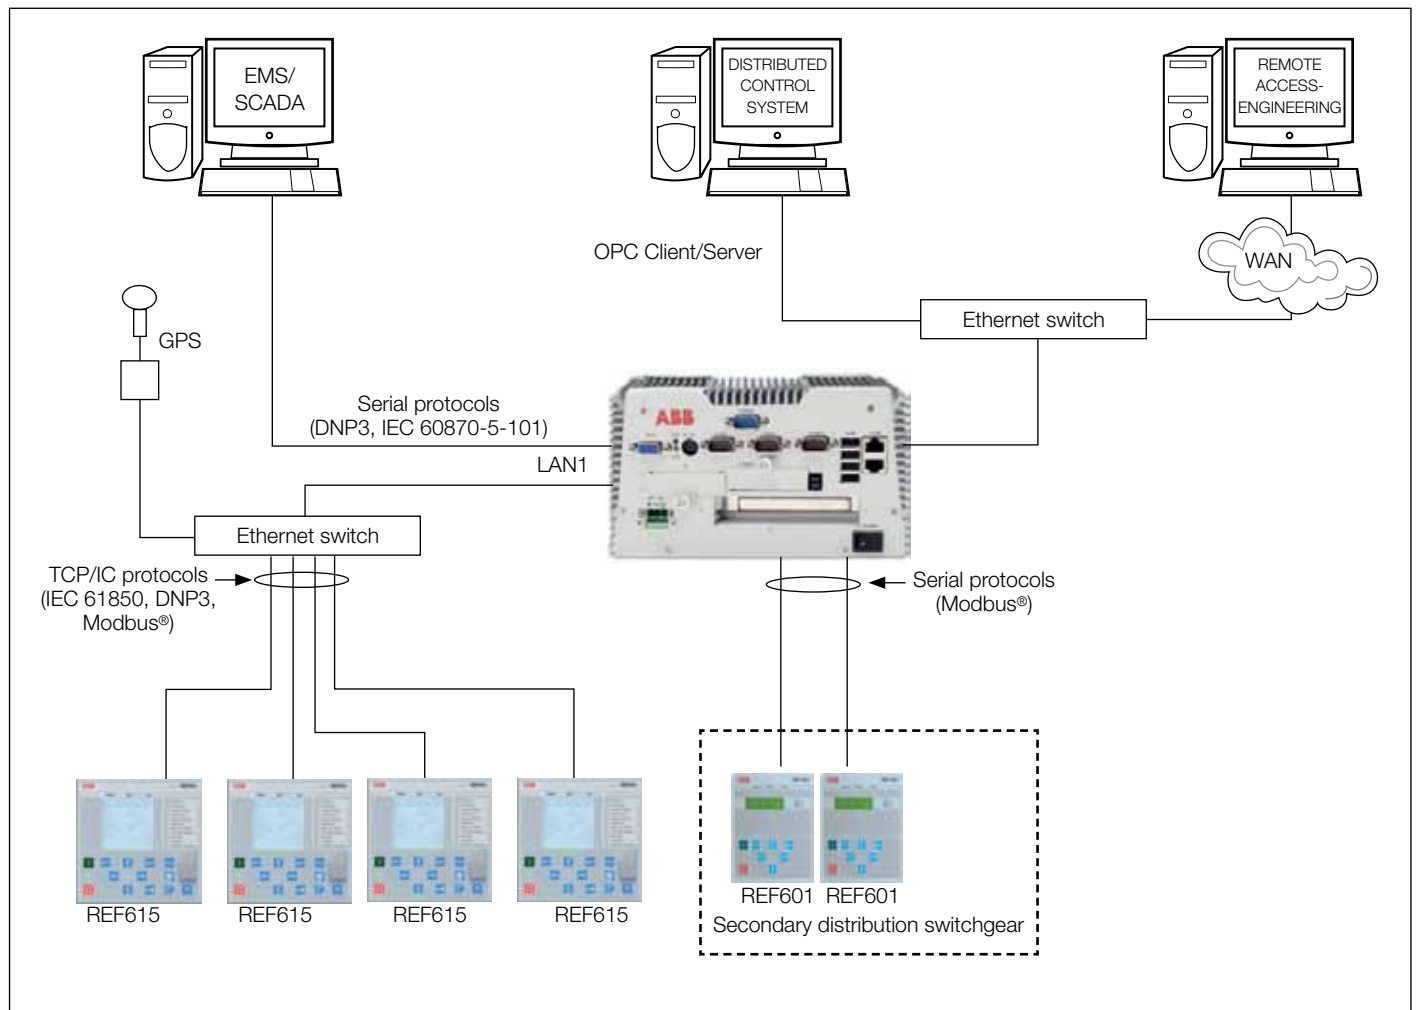 EMS/
SCADA
DISTRIBUTED
CONTROL
SYSTEM
REMOTE
ACCESS-
ENGINEERING
OPC Client/Server
WAN
Ethernet switch
GPS
Serial protocols
(DNP3, IEC 60870-5-101)
LAN1
ABB
Ethernet switch
TCP/IC protocols
(IEC 61850, DNP3,
Modbus®)
Serial protocols
(Modbus®)
REF615
REF615
REF615
REF615
REF601
REF601
Secondary distribution switchgear